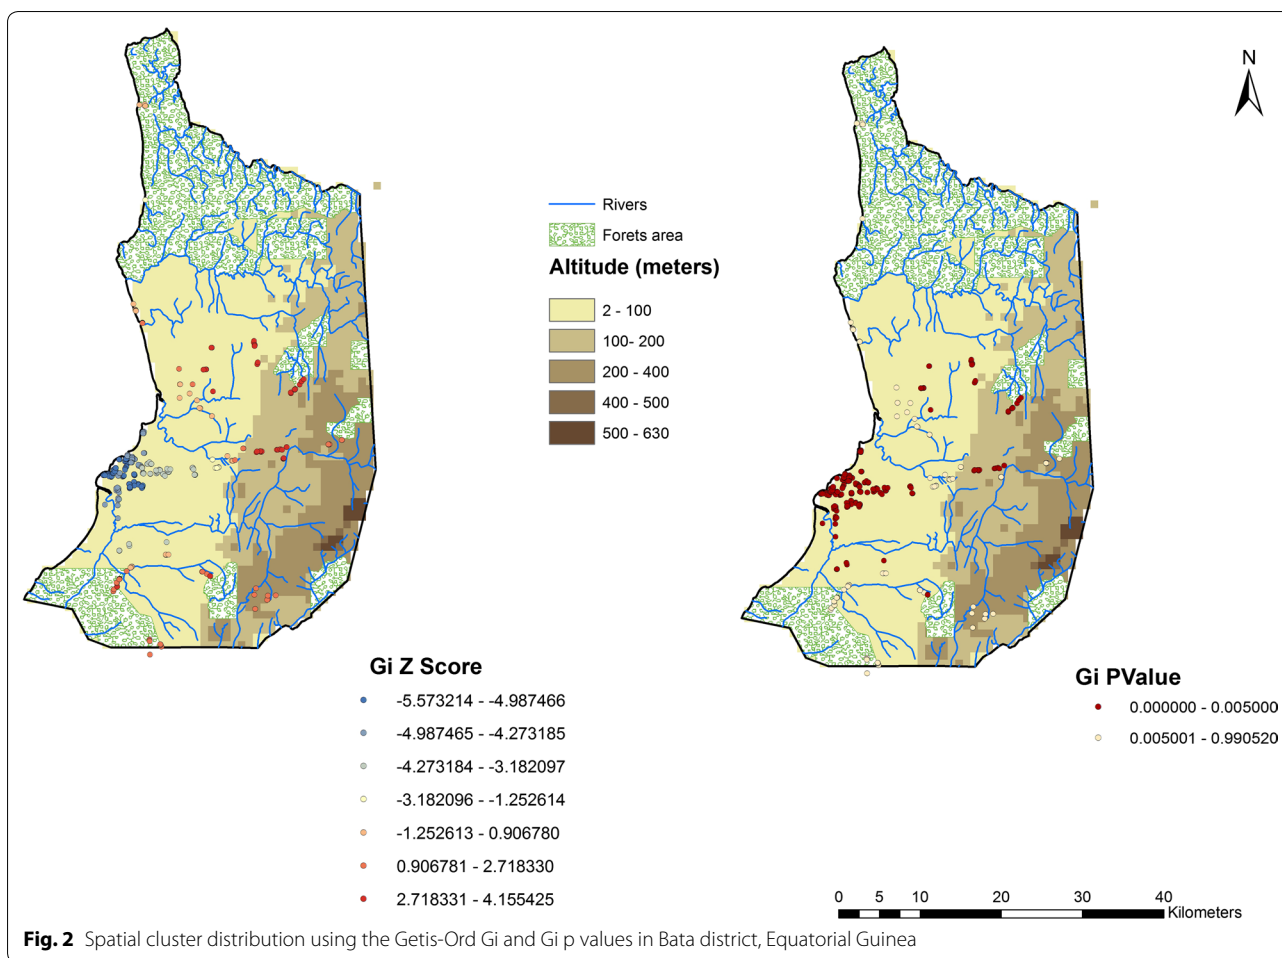 N
Rivers
Forets area
Altitude (meters)
2 - 100
100- 200
200 - 400
400 - 500
500 - 630
Gi Z Score
-5.573214 - -4.987466
-4.987465 - -4.273185
-4.273184 - -3.182097
-3.182096 - -1.252614
-1.252613 - 0.906780
0.906781 - 2.718330
2.718331 - 4.155425
Gi PValue
0.000000 - 0.005000
0.005001 - 0.990520
0 5 10 20 30 40
Kilometers
Fig. 2 Spatial cluster distribution using the Getis-Ord Gi and Gi p values in Bata district, Equatorial Guinea